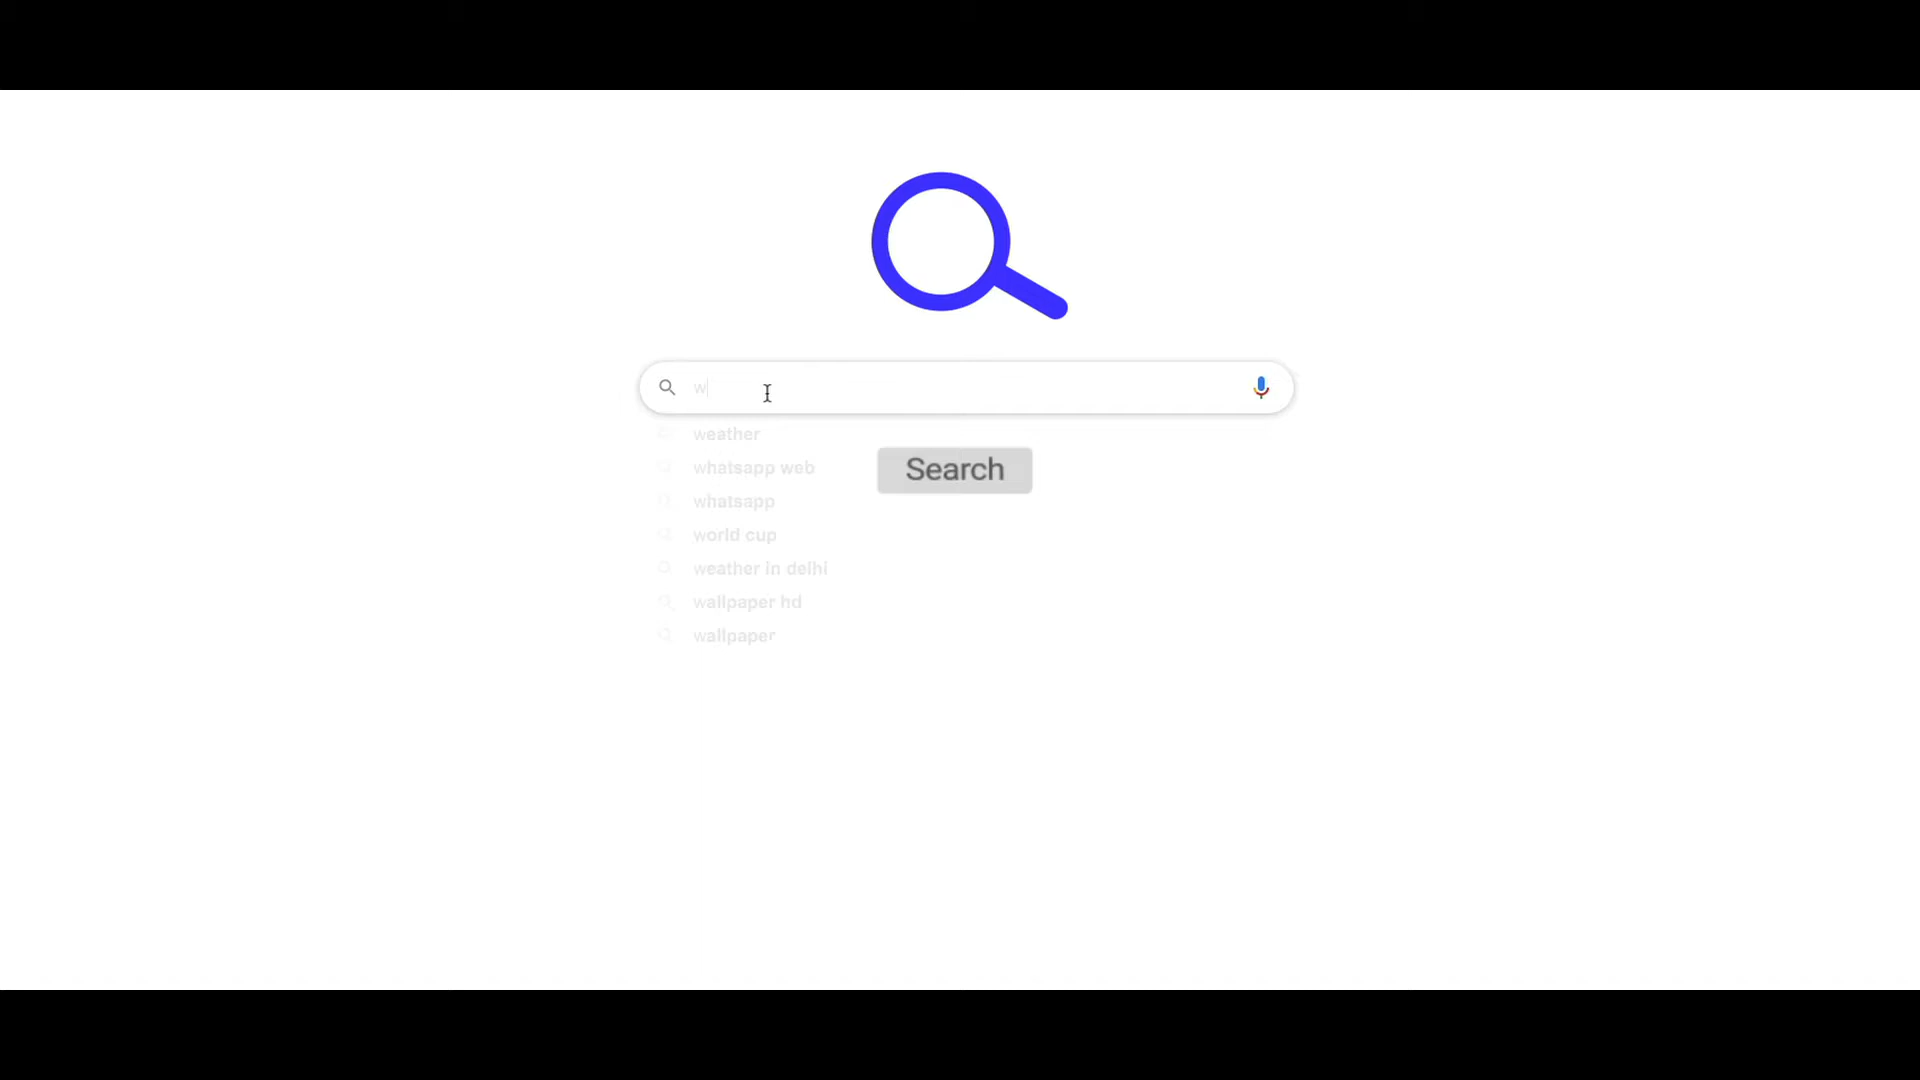 w
weather
whatsapp web
Search
whatsapp
world cup
weather in delhi
wallpaper hd
wallpaper